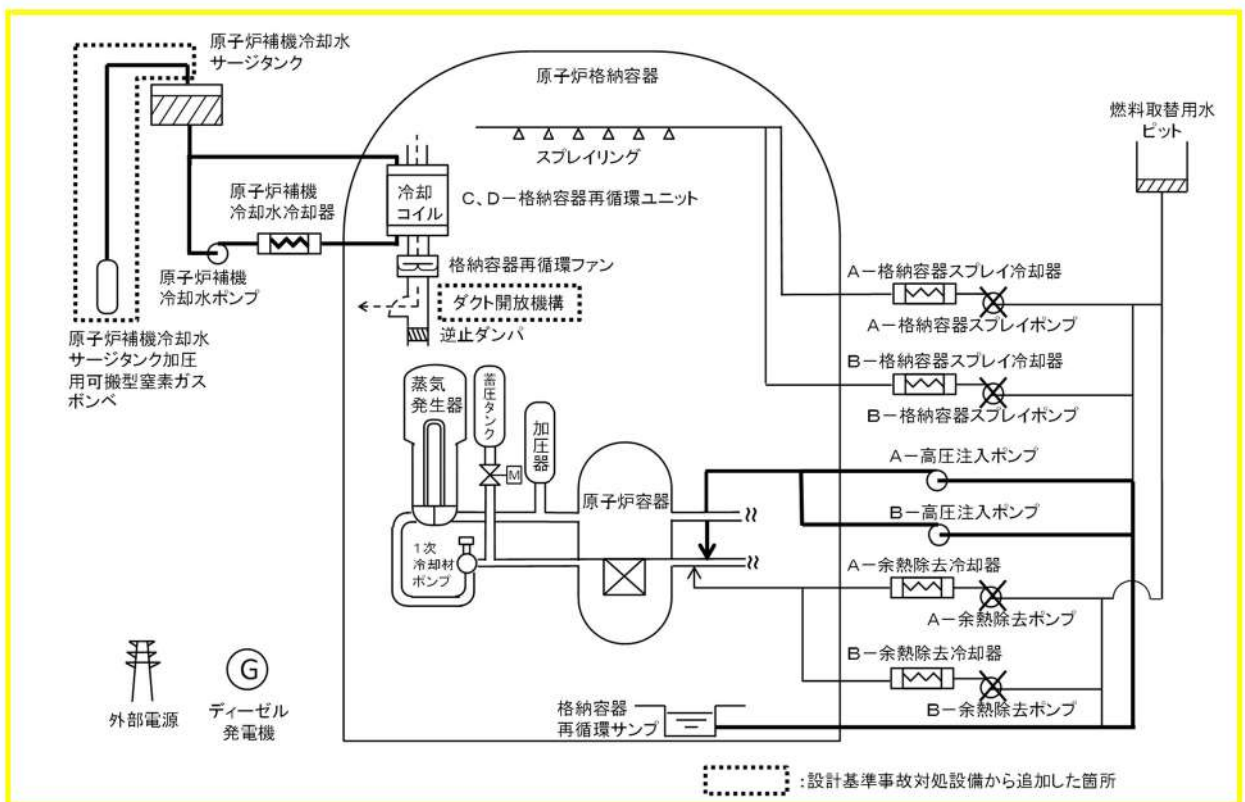 原子炉補機冷却水
サージタンク
原子炉格納容器
燃料取替用水
ピット
スプレイリング
原子炉補機
冷却水冷却器
冷却
コイル
C、D－格納容器再循環ユニット
格納容器再循環ファン
原子炉補機
冷却水ポンプ
ダクト開放機構
逆止ダンパ
原子炉補機冷却水
サージタンク加圧
用可搬型窒素ガス
ボンベ
A－格納容器スプレイ冷却器
A－格納容器スプレイポンプ
B－格納容器スプレイ冷却器
B－格納容器スプレイポンプ
蒸気
発生器
蓄圧タンク
加圧器
M
原子炉容器
1次
冷却材
ポンプ
A－高圧注入ポンプ
B－高圧注入ポンプ
A－余熱除去冷却器
A－余熱除去ポンプ
B－余熱除去冷却器
B－余熱除去ポンプ
外部電源
G
ディーゼル
発電機
格納容器
再循環サンプ
：設計基準事故対処設備から追加した箇所